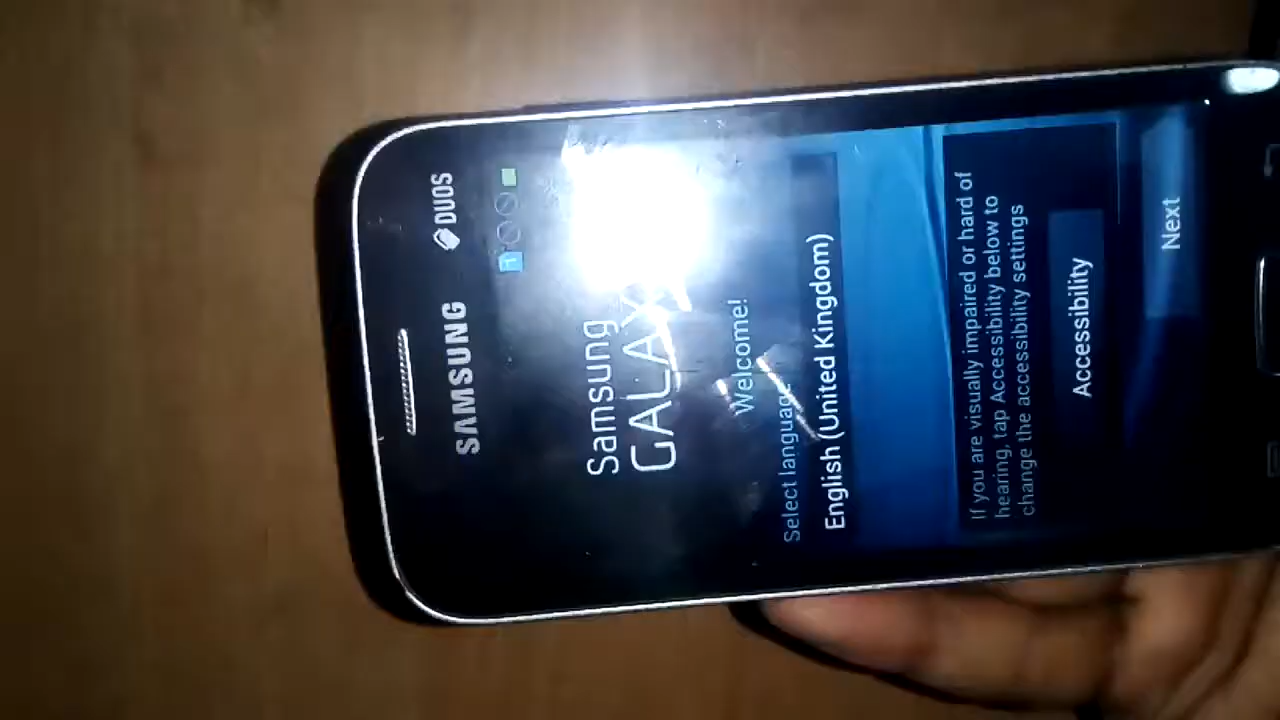 SAMSUNG DUOS
Samsung
GALAXY
Welcome!
Select language
English (United Kingdom)
If you are visually impaired or hard of
hearing, tap Accessibility below to
change the accessibility settings
Accessibility
Next